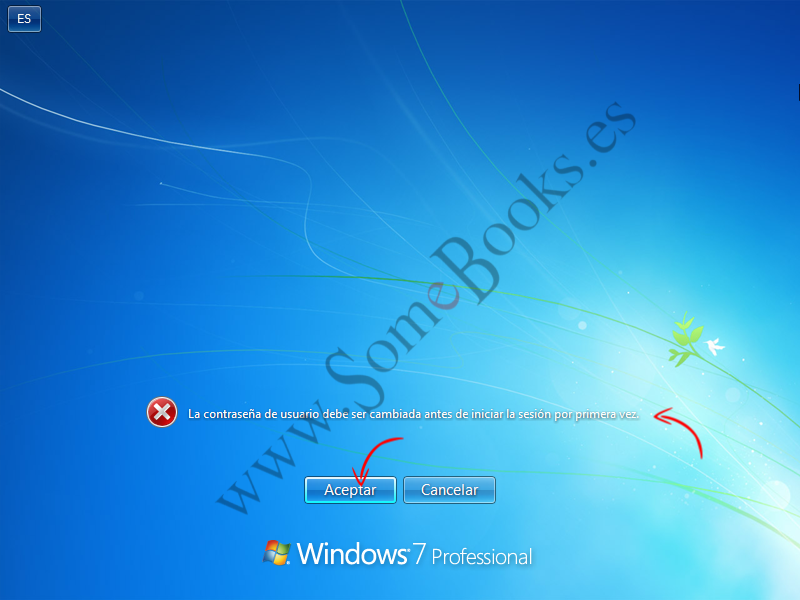 ES
www.SomeBooks.es
La contraseña de usuario debe ser cambiada antes de iniciar la sesión por primera vez.
Aceptar
Cancelar
Windows 7 Professional